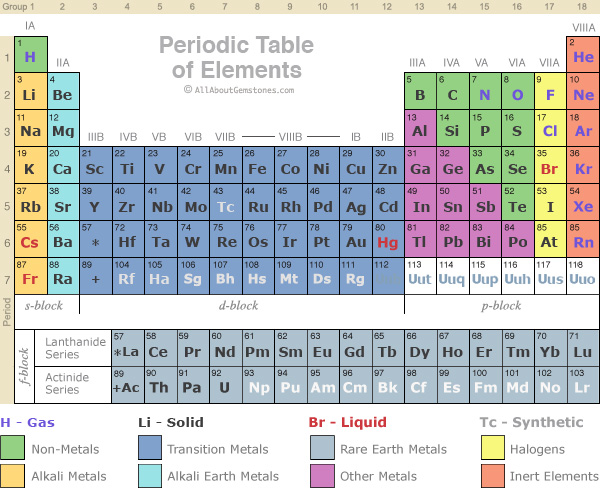 Group 1 2 3 4 5 6 7 8 9 10 11 12 13 14 15 16 17 18
IA VIIIA
Periodic Table
of Elements
© AllAboutGemstones.com
1 2
1 H He
IIA IIIA IVA VA VIA VIIA
3 4 5 6 7 8 9 10
2 Li Be B C N O F Ne
11 12 13 14 15 16 17 18
3 Na Mq IIIB IVB VB VIB VIIB VIIIB IB IIB Al Si P S Cl Ar
19 20 21 22 23 24 25 26 27 28 29 30 31 32 33 34 35 36
4 K Ca Sc Ti V Cr Mn Fe Co Ni Cu Zn Ga Ge As Se Br Kr
37 38 39 40 41 42 43 44 45 46 47 48 49 50 51 52 53 54
5 Rb Sr Y Zr Nb Mo Tc Ru Rh Pd Ag Cd In Sn Sb Te I Xe
55 56 57 72 73 74 75 76 77 78 79 80 81 82 83 84 85 86
6 Cs Ba * Hf Ta W Re Os Ir Pt Au Hg Tl Pb Bi Po At Rn
87 88 89 104 105 106 107 108 109 110 111 112 113 114 115 116 117 118
7 Fr Ra + Rf Ha Sg Bh Hs Mt Ds Rg Uut Uuq Uup Uuh Uus Uuo
Period
s-block d-block p-block
f-block
57 58 59 60 61 62 63 64 65 66 67 68 69 70 71
Lanthanide
Series
*La Ce Pr Nd Pm Sm Eu Gd Tb Dy Ho Er Tm Yb Lu
89 90 91 92 93 94 95 96 97 98 99 100 101 102 103
Actinide
Series
+Ac Th Pa U Np Pu Am Cm Bk Cf Es Fm Md No Lr
H - Gas Li - Solid Br - Liquid Tc - Synthetic
Non-Metals Transition Metals Rare Earth Metals Halogens
Alkali Metals Alkali Earth Metals Other Metals Inert Elements